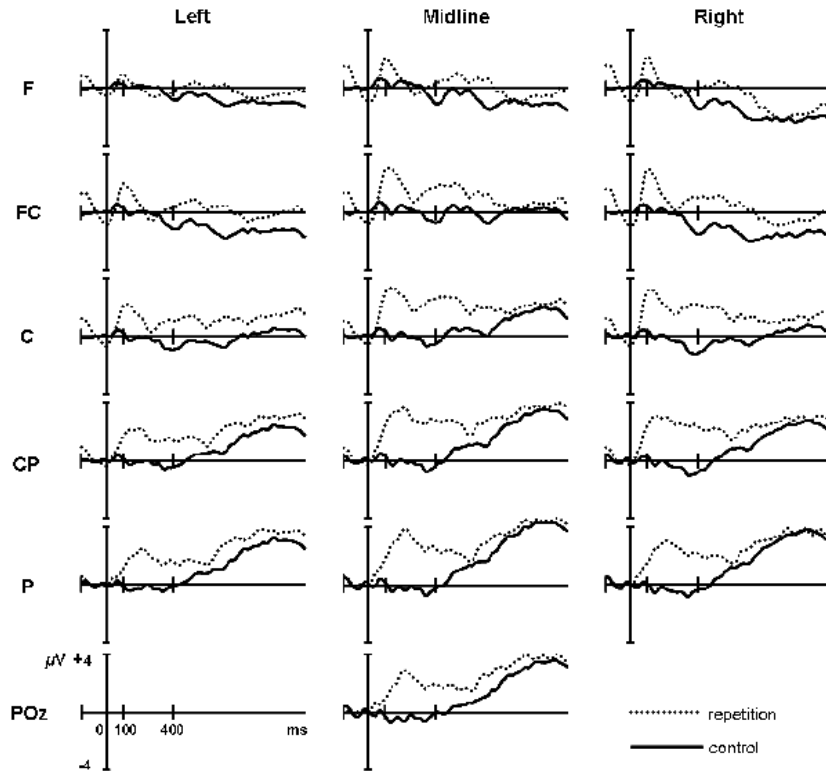 Left Midline Right
F
FC
C
CP
P
µV +4
POz
0 100 400 ms
-4
repetition
control